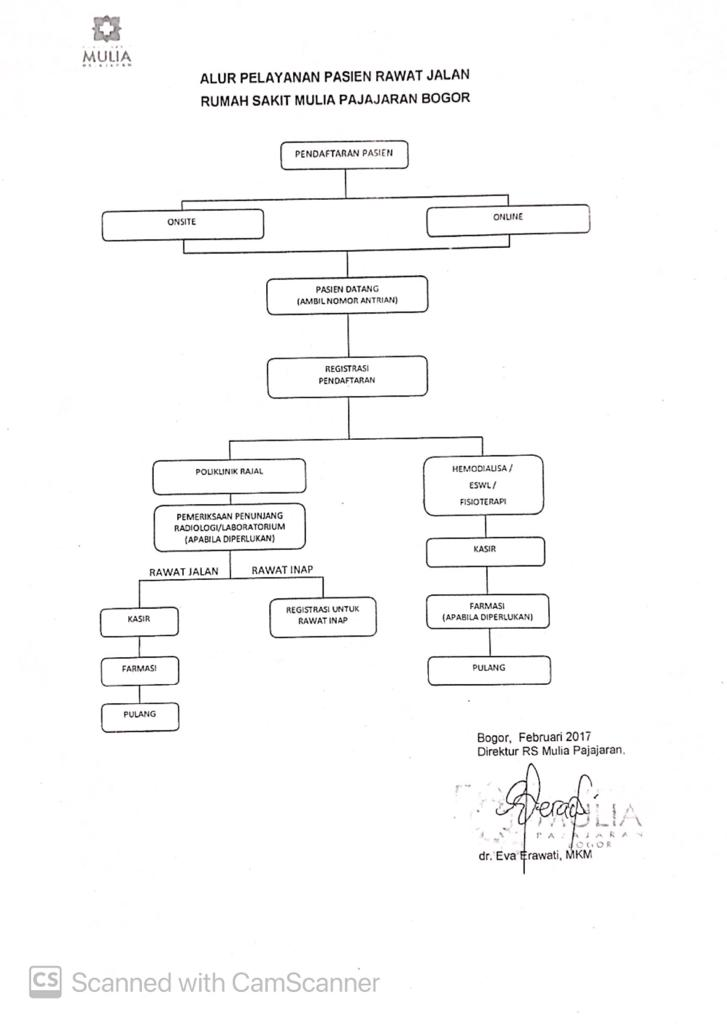 MULIA
PAJAJARAN
ALUR PELAYANAN PASIEN RAWAT JALAN
RUMAH SAKIT MULIA PAJAJARAN BOGOR
PENDAFTARAN PASIEN
ONSITE
ONLINE
PASIEN DATANG
(AMBIL NOMOR ANTRIAN)
REGISTRASI
PENDAFTARAN
POLIKLINIK RAJAL
HEMODIALISA /
ESWL /
FISIOTERAPI
PEMERIKSAAN PENUNJANG
RADIOLOGI/LABORATORIUM
(APABILA DIPERLUKAN)
KASIR
RAWAT JALAN
RAWAT INAP
KASIR
REGISTRASI UNTUK
RAWAT INAP
FARMASI
(APABILA DIPERLUKAN)
FARMASI
PULANG
PULANG
Bogor, Februari 2017
Direktur RS Mulia Pajajaran,
MULIA
PAJAJARAN
BOGOR
dr. Eva Erawati, MKM
CS Scanned with CamScanner